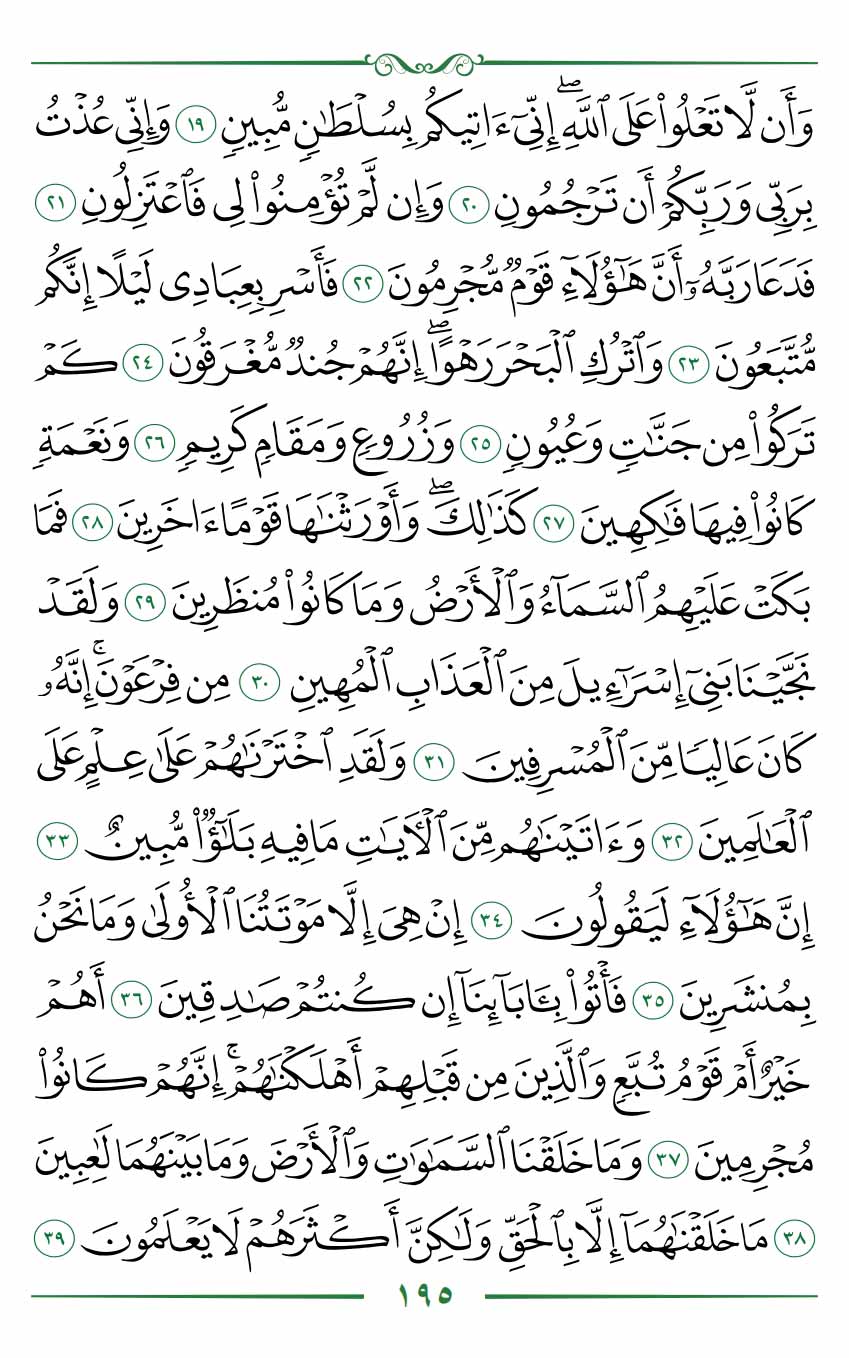 وَأَن لَّا تَعْلُوا۟ عَلَى ٱللَّهِ ۖ إِنِّىٓ ءَاتِيكُم بِسُلْطَـٰنٍ مُّبِينٍ ١٩ وَإِنِّى عُذْتُ
بِرَبِّى وَرَبِّكُمْ أَن تَرْجُمُونِ ٢٠ وَإِن لَّمْ تُؤْمِنُوا۟ لِى فَٱعْتَزِلُونِ ٢١
فَدَعَا رَبَّهُۥٓ أَنَّ هَـٰٓؤُلَآءِ قَوْمٌ مُّجْرِمُونَ ٢٢ فَأَسْرِ بِعِبَادِى لَيْلًا إِنَّكُم
مُّتَّبَعُونَ ٢٣ وَٱتْرُكِ ٱلْبَحْرَ رَهْوًا ۖ إِنَّهُمْ جُندٌ مُّغْرَقُونَ ٢٤ كَمْ
تَرَكُوا۟ مِن جَنَّـٰتٍ وَعُيُونٍ ٢٥ وَزُرُوعٍ وَمَقَامٍ كَرِيمٍ ٢٦ وَنَعْمَةٍ
كَانُوا۟ فِيهَا فَـٰكِهِينَ ٢٧ كَذَٰلِكَ ۖ وَأَوْرَثْنَـٰهَا قَوْمًا ءَاخَرِينَ ٢٨ فَمَا
بَكَتْ عَلَيْهِمُ ٱلسَّمَآءُ وَٱلْأَرْضُ وَمَا كَانُوا۟ مُنظَرِينَ ٢٩ وَلَقَدْ
نَجَّيْنَا بَنِىٓ إِسْرَـٰٓءِيلَ مِنَ ٱلْعَذَابِ ٱلْمُهِينِ ٣٠ مِن فِرْعَوْنَ ۚ إِنَّهُۥ
كَانَ عَالِيًا مِّنَ ٱلْمُسْرِفِينَ ٣١ وَلَقَدِ ٱخْتَرْنَـٰهُمْ عَلَىٰ عِلْمٍ عَلَى
ٱلْعَـٰلَمِينَ ٣٢ وَءَاتَيْنَـٰهُم مِّنَ ٱلْـَٔايَـٰتِ مَا فِيهِ بَلَـٰٓؤٌا۟ مُّبِينٌ ٣٣
إِنَّ هَـٰٓؤُلَآءِ لَيَقُولُونَ ٣٤ إِنْ هِىَ إِلَّا مَوْتَتُنَا ٱلْأُولَىٰ وَمَا نَحْنُ
بِمُنشَرِينَ ٣٥ فَأْتُوا۟ بِـَٔابَآئِنَآ إِن كُنتُمْ صَـٰدِقِينَ ٣٦ أَهُمْ
خَيْرٌ أَمْ قَوْمُ تُبَّعٍ وَٱلَّذِينَ مِن قَبْلِهِمْ أَهْلَكْنَـٰهُمْ ۚ إِنَّهُمْ كَانُوا۟
مُجْرِمِينَ ٣٧ وَمَا خَلَقْنَا ٱلسَّمَـٰوَٰتِ وَٱلْأَرْضَ وَمَا بَيْنَهُمَا لَـٰعِبِينَ
٣٨ مَا خَلَقْنَـٰهُمَآ إِلَّا بِٱلْحَقِّ وَلَـٰكِنَّ أَكْثَرَهُمْ لَا يَعْلَمُونَ ٣٩
١٩٥